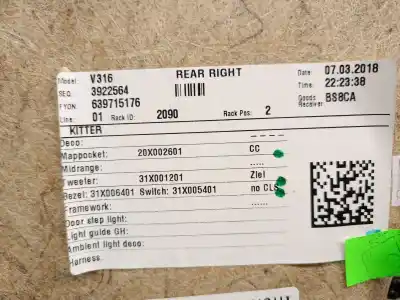 Model: V316 REAR RIGHT Date: 07.03.2018
SEQ: 3922564 Time: 22:23:38
FYON: 639715176 Goods Receiver: BS8CA
Line: 01 Rack ID: 2090 Rack Pos: 2
KITTER
Deco: ----
Mappocket: 20X002601 CC
Midrange: .....
Tweeter: 31X001201 Ziel
Bezel: 31X006401 Switch: 31X005401 no CLS
Framework: ......
Door step light:
Light guide GH:
Ambient light deco:
Harness